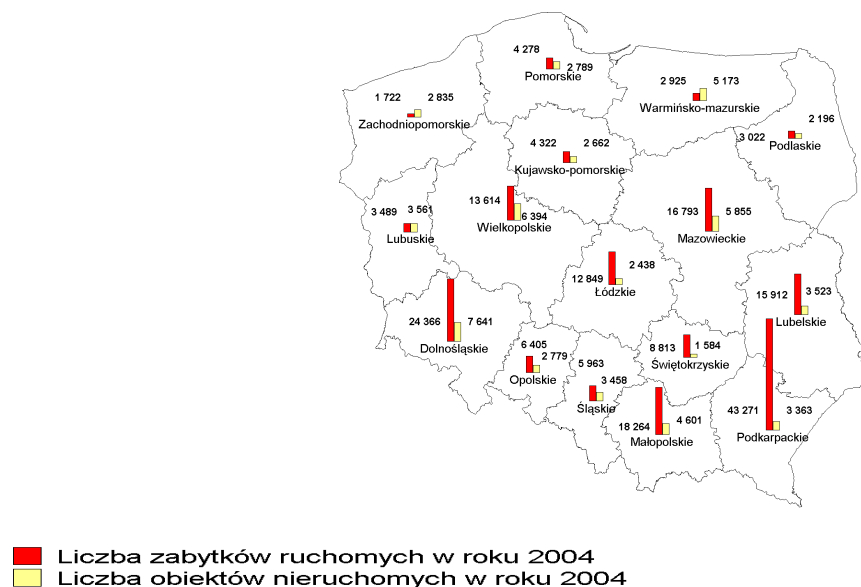 4 278 2 789
Pomorskie
2 925 5 173
Warmińsko-mazurskie
1 722 2 835
Zachodniopomorskie
3 022 2 196
Podlaskie
4 322 2 662
Kujawsko-pomorskie
13 614 6 394
Wielkopolskie
3 489 3 561
Lubuskie
16 793 5 855
Mazowieckie
12 849 2 438
Łódzkie
15 912 3 523
Lubelskie
24 366 7 641
Dolnośląskie
6 405 2 779
Opolskie
5 963 3 458
Śląskie
8 813 1 584
Świętokrzyskie
18 264 4 601
Małopolskie
43 271 3 363
Podkarpackie
Liczba zabytków ruchomych w roku 2004
Liczba obiektów nieruchomych w roku 2004